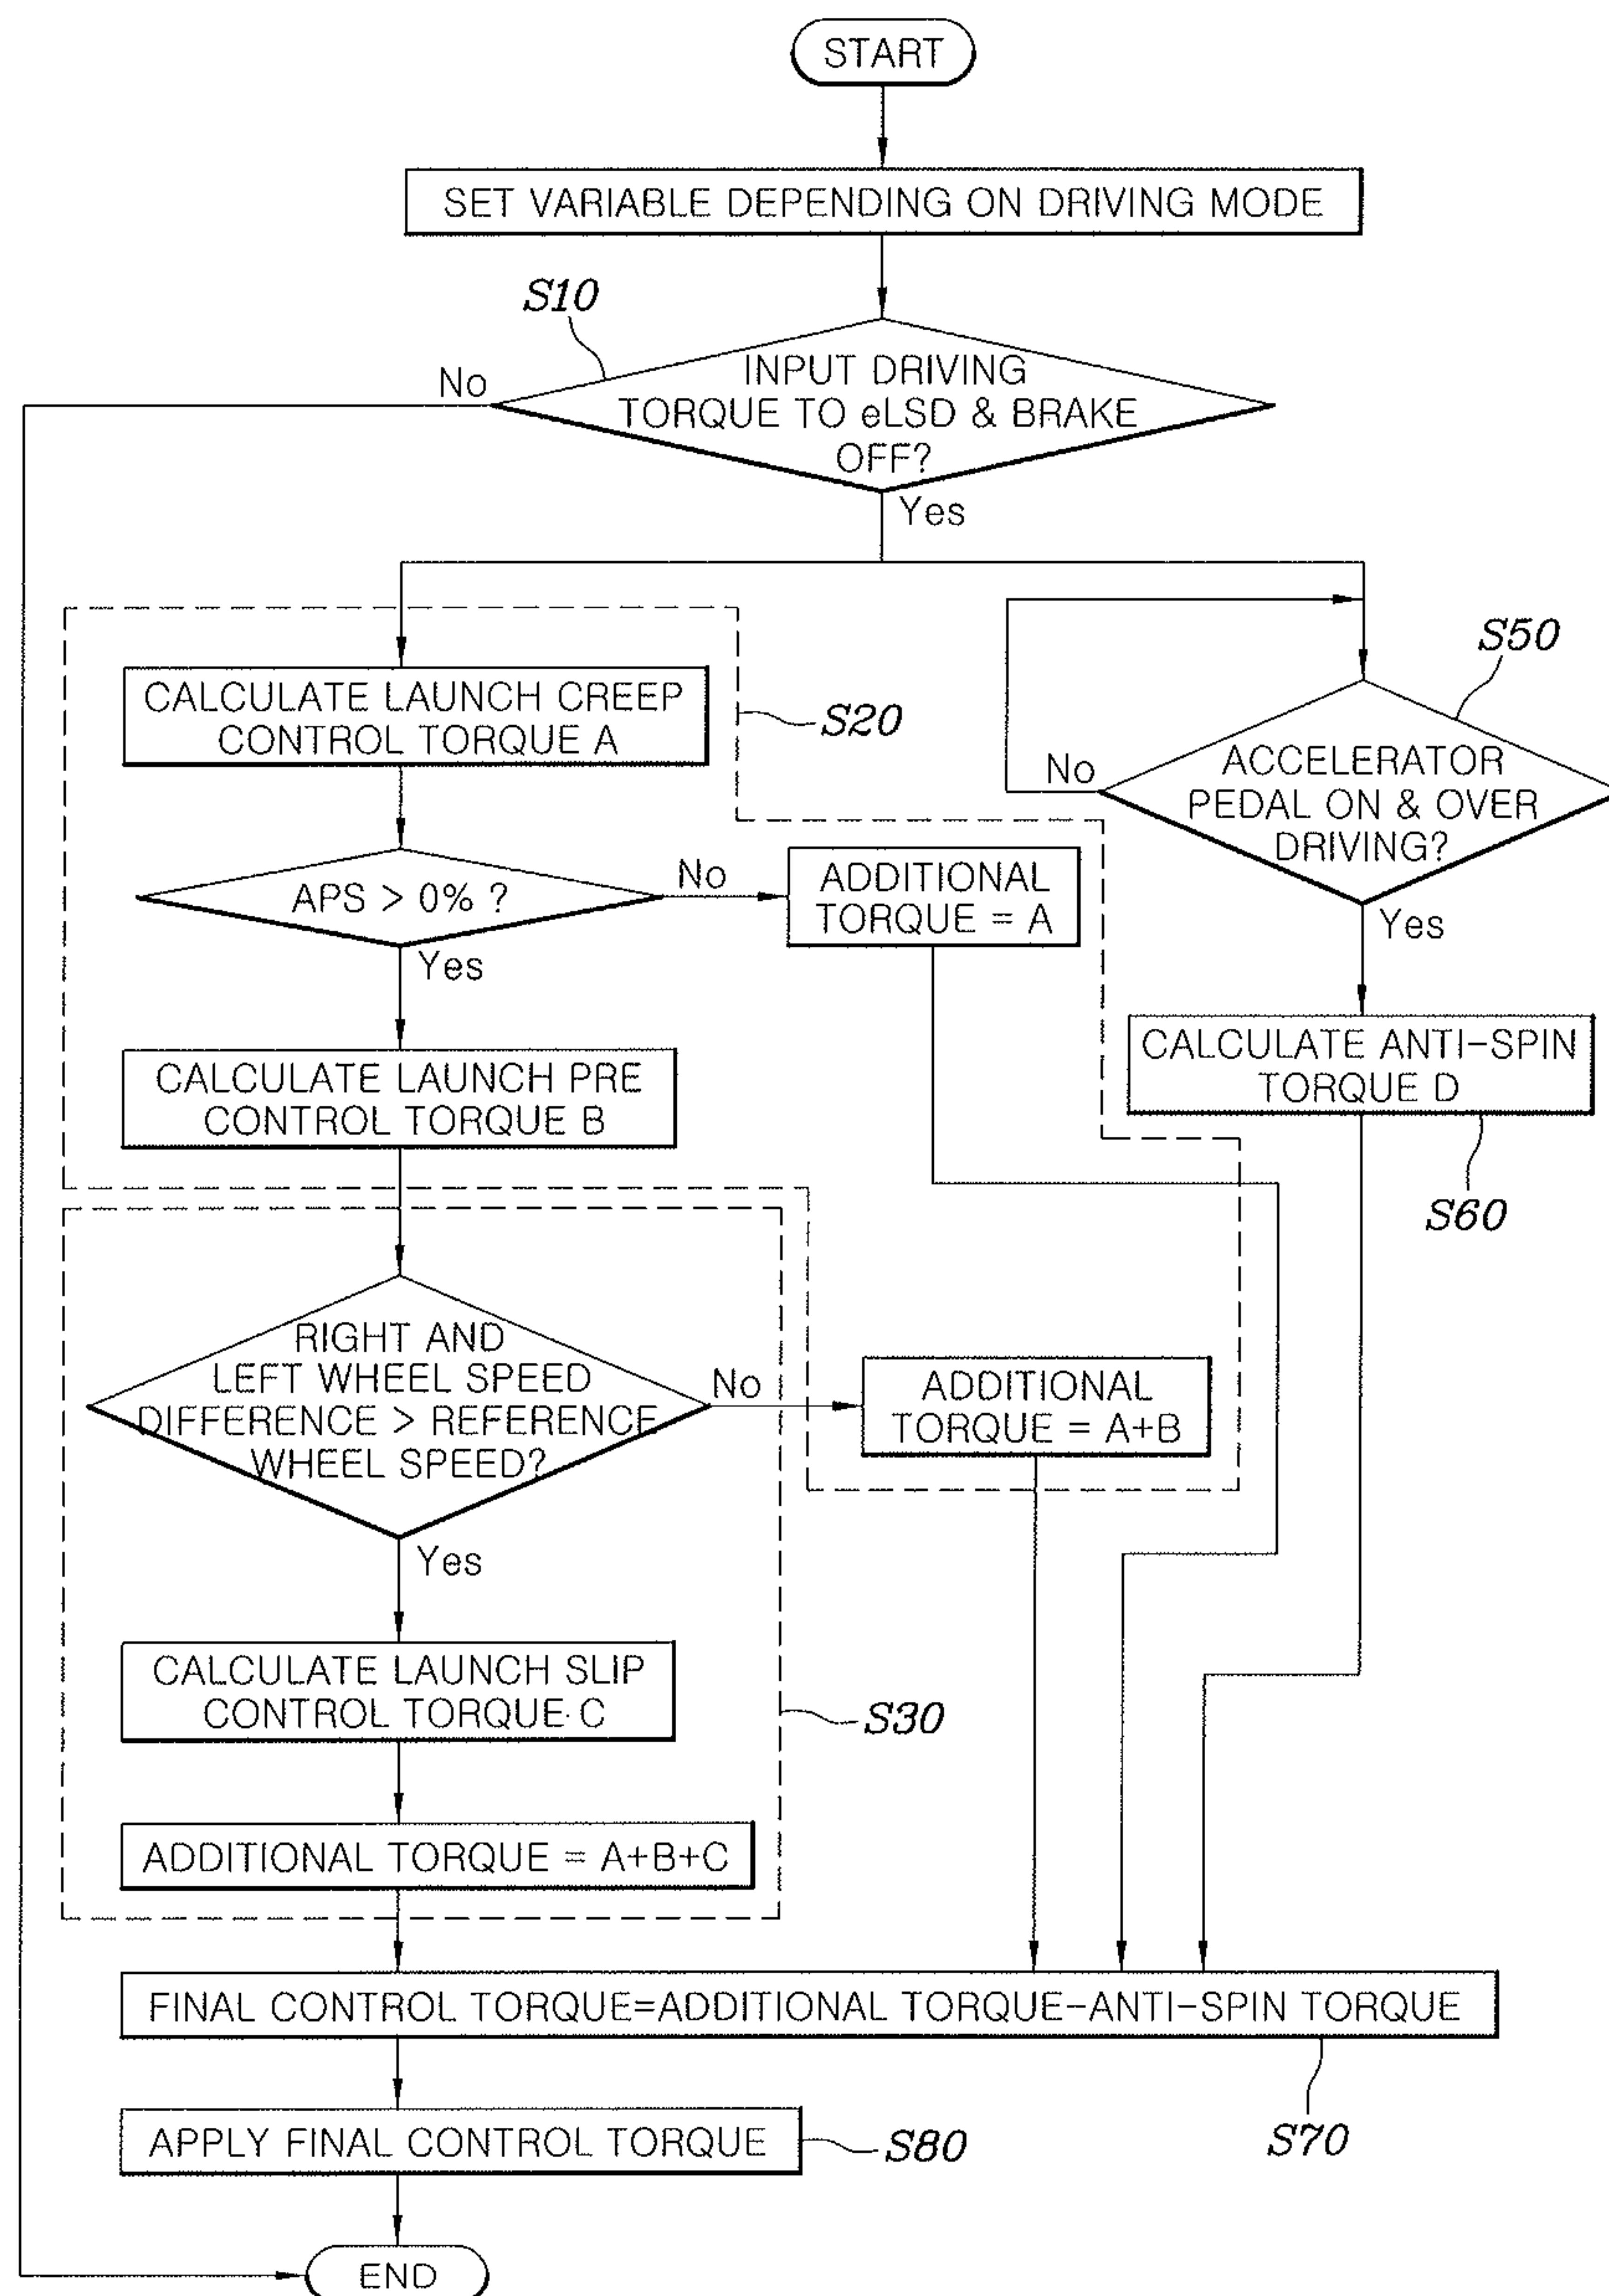 START
SET VARIABLE DEPENDING ON DRIVING MODE
S10
INPUT DRIVING
TORQUE TO eLSD & BRAKE
OFF?
No
Yes
CALCULATE LAUNCH CREEP
CONTROL TORQUE A
S20
S50
ACCELERATOR
PEDAL ON & OVER
DRIVING?
No
Yes
APS > 0% ?
No
Yes
ADDITIONAL
TORQUE = A
CALCULATE LAUNCH PRE
CONTROL TORQUE B
CALCULATE ANTI-SPIN
TORQUE D
S60
RIGHT AND
LEFT WHEEL SPEED
DIFFERENCE > REFERENCE
WHEEL SPEED?
No
Yes
ADDITIONAL
TORQUE = A+B
CALCULATE LAUNCH SLIP
CONTROL TORQUE C
S30
ADDITIONAL TORQUE = A+B+C
FINAL CONTROL TORQUE=ADDITIONAL TORQUE-ANTI-SPIN TORQUE
S70
APPLY FINAL CONTROL TORQUE
S80
END